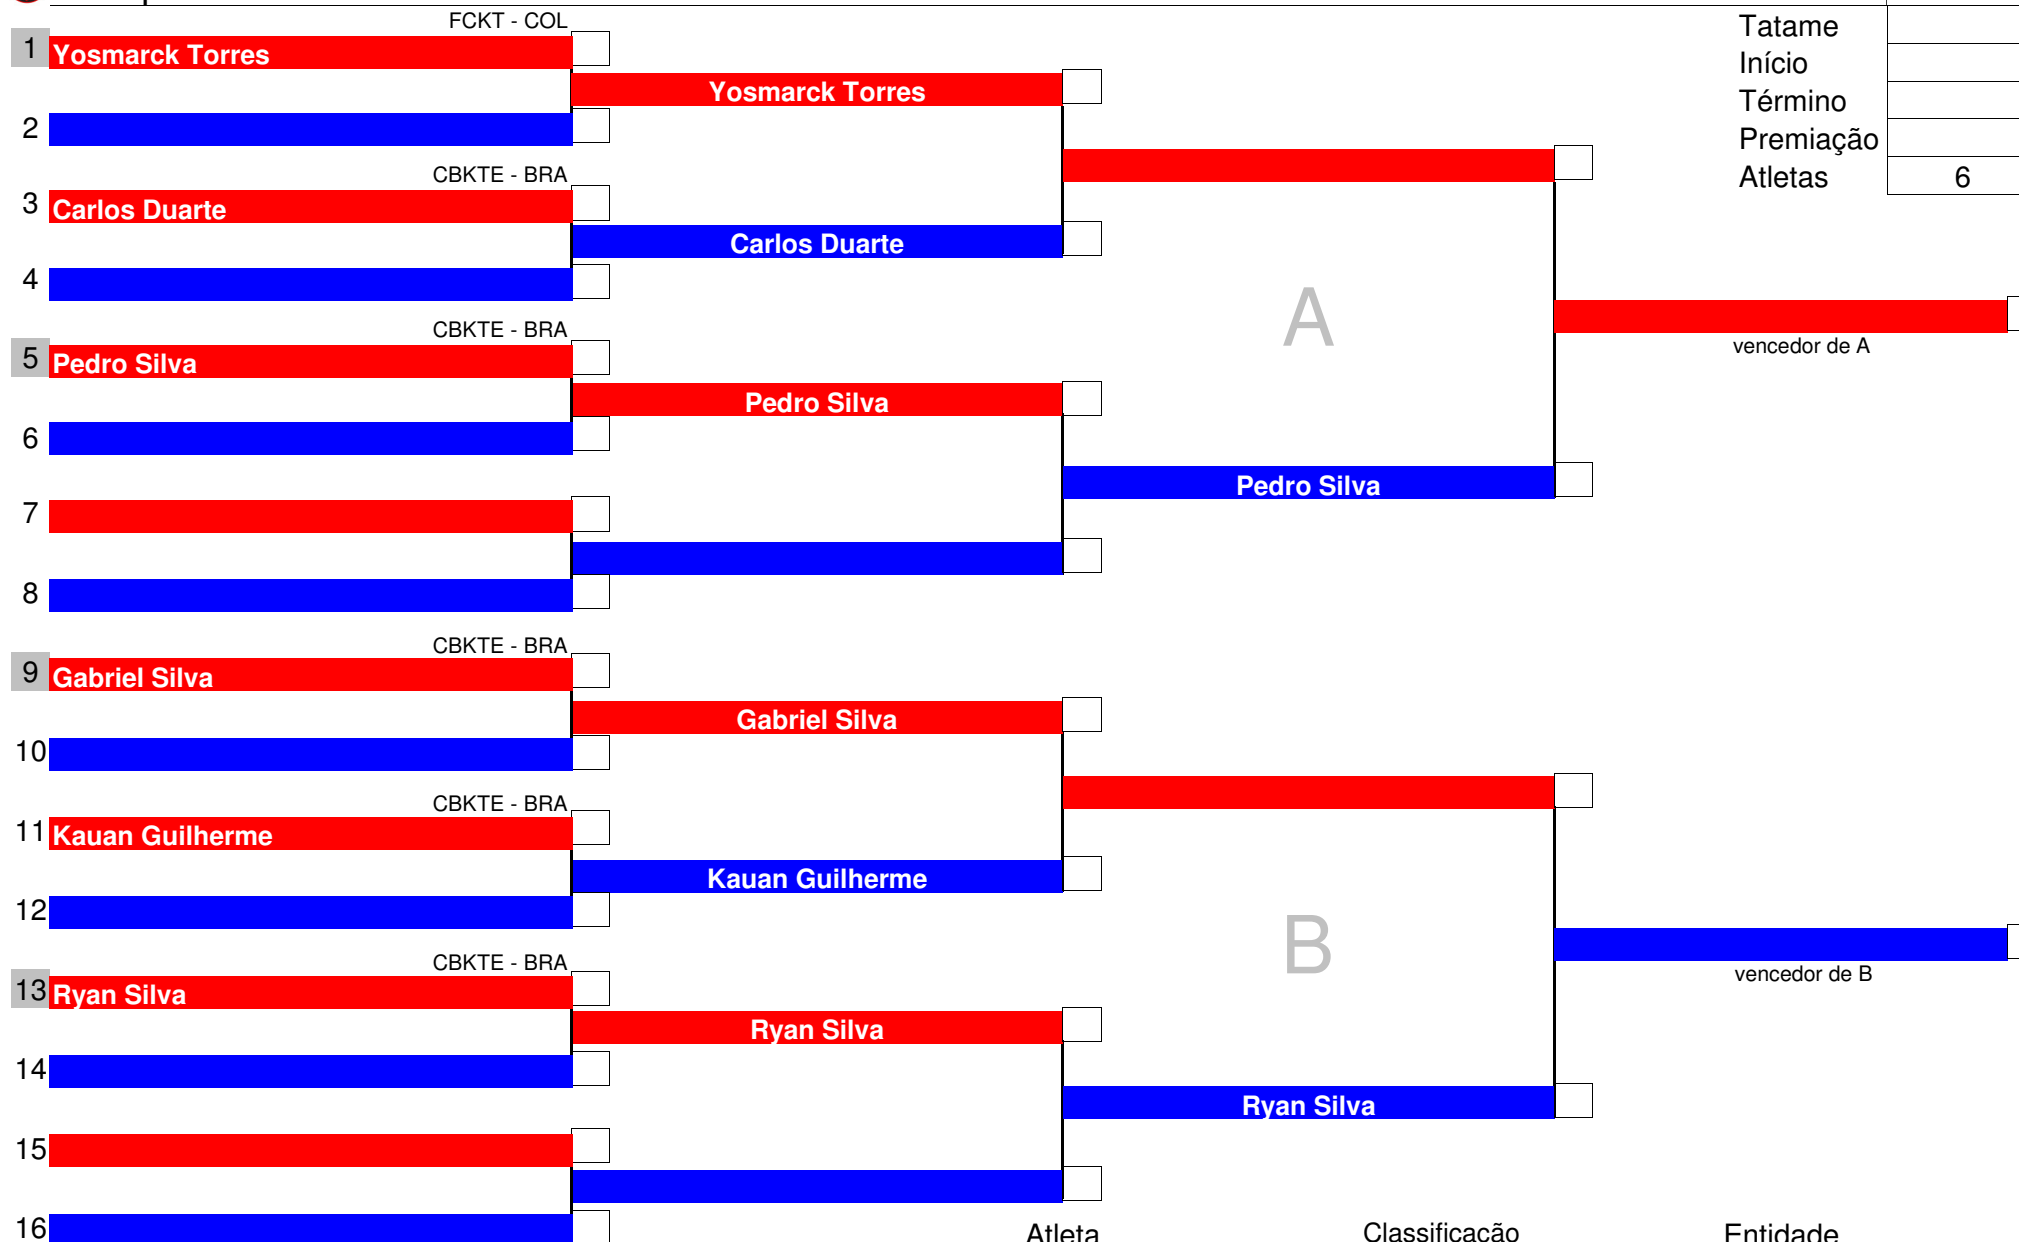 FCKT - COL
Tatame
1 Yosmarck Torres
Início
Yosmarck Torres
Término
2
Premiação
CBKTE - BRA
Atletas 6
3 Carlos Duarte
Carlos Duarte
4
A
CBKTE - BRA
vencedor de A
5 Pedro Silva
Pedro Silva
6
Pedro Silva
7
8
CBKTE - BRA
9 Gabriel Silva
Gabriel Silva
10
CBKTE - BRA
11 Kauan Guilherme
Kauan Guilherme
12
B
CBKTE - BRA
vencedor de B
13 Ryan Silva
Ryan Silva
14
Ryan Silva
15
16
Atleta Classificação Entidade